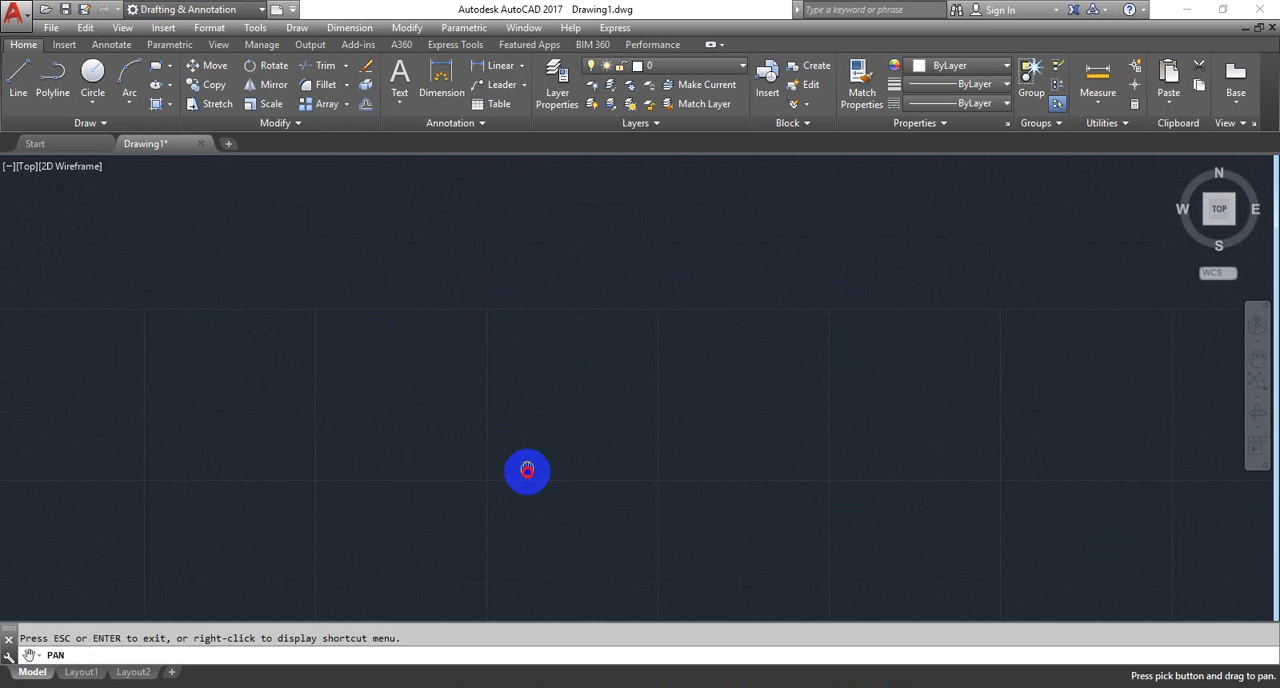 Drafting & Annotation
Autodesk AutoCAD 2017 Drawing1.dwg
Type a keyword or phrase
Sign In
File Edit View Insert Format Tools Draw Dimension Modify Parametric Window Help Express
Home Insert Annotate Parametric View Manage Output Add-ins A360 Express Tools Featured Apps BIM 360 Performance
Line Polyline Circle Arc
Move Rotate Trim
Copy Mirror Fillet
Stretch Scale Array
Text Dimension
Linear
Leader
Table
Layer Properties
0
Make Current
Match Layer
Insert
Create
Edit
Match Properties
ByLayer
ByLayer
ByLayer
Group
Measure
Paste
Base
Draw Modify Annotation Layers Block Properties Groups Utilities Clipboard View
Start Drawing1*
[−][Top][2D Wireframe]
N
W TOP E
S
WCS
Press ESC or ENTER to exit, or right-click to display shortcut menu.
PAN
Model Layout1 Layout2
Press pick button and drag to pan.